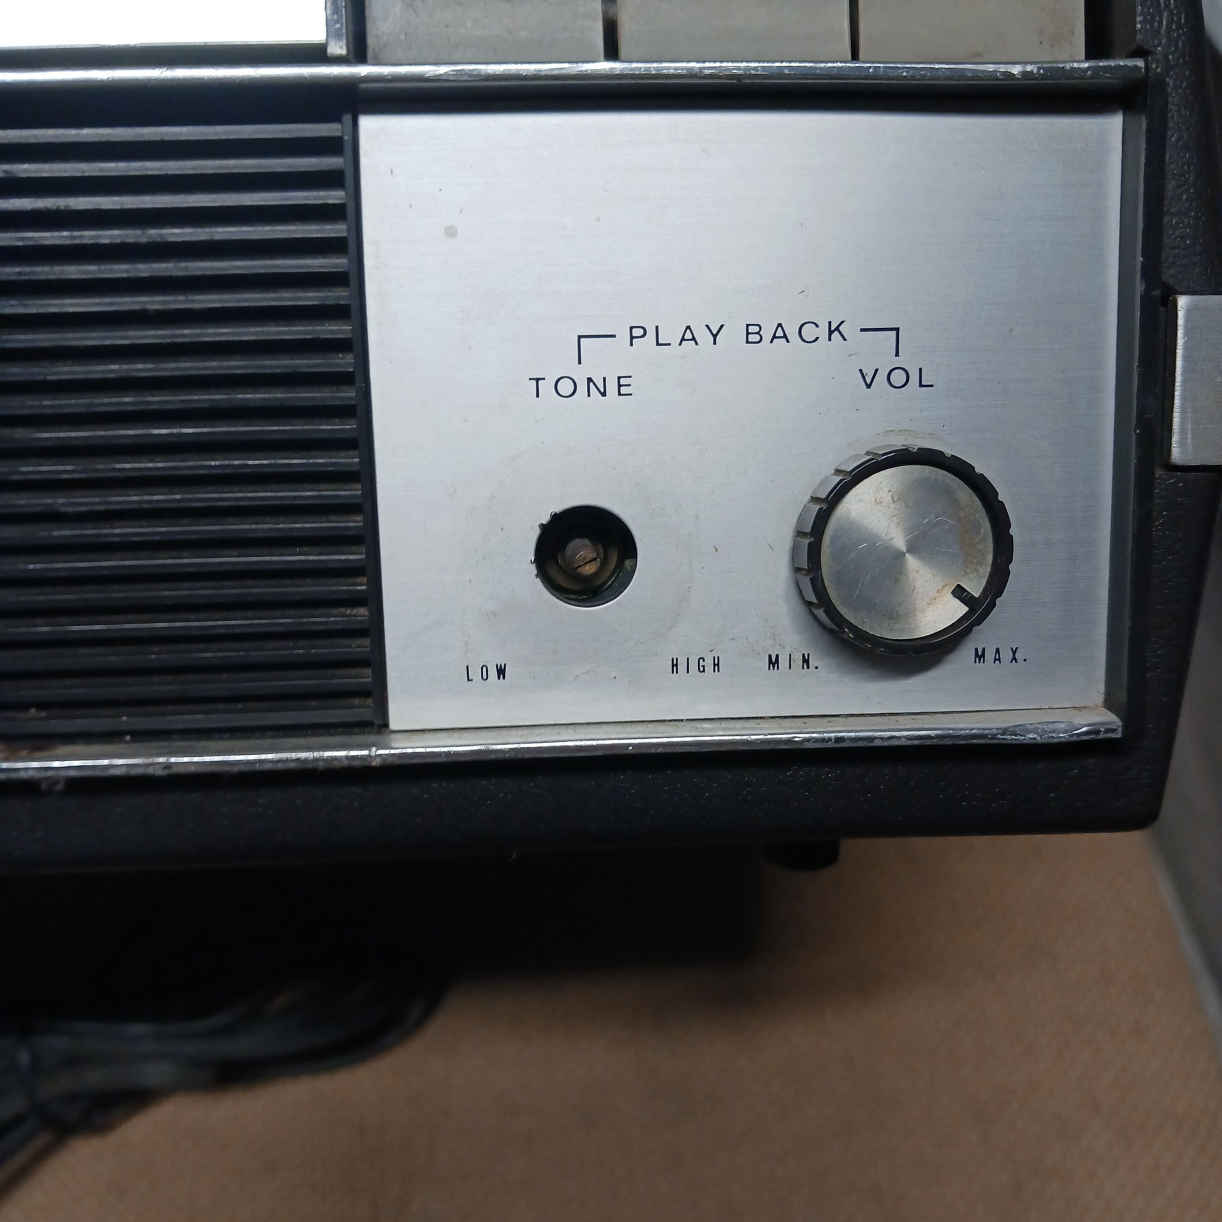 PLAY BACK
TONE VOL
LOW HIGH MIN. MAX.